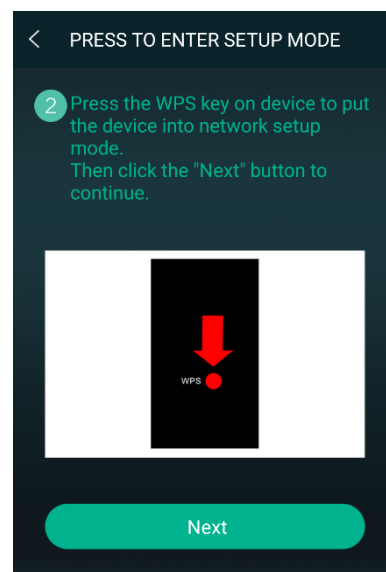 PRESS TO ENTER SETUP MODE
2 Press the WPS key on device to put
the device into network setup
mode.
Then click the "Next" button to
continue.
WPS
Next